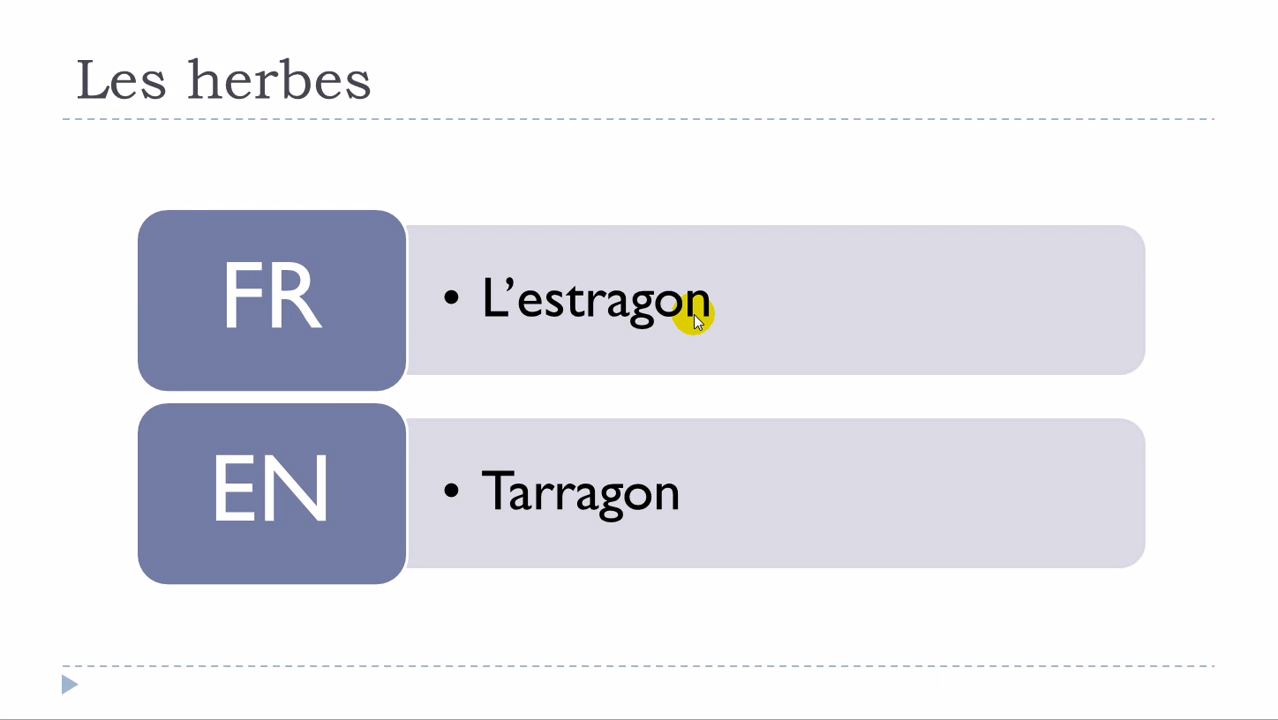 Les herbes
FR
• L’estragon
EN
• Tarragon